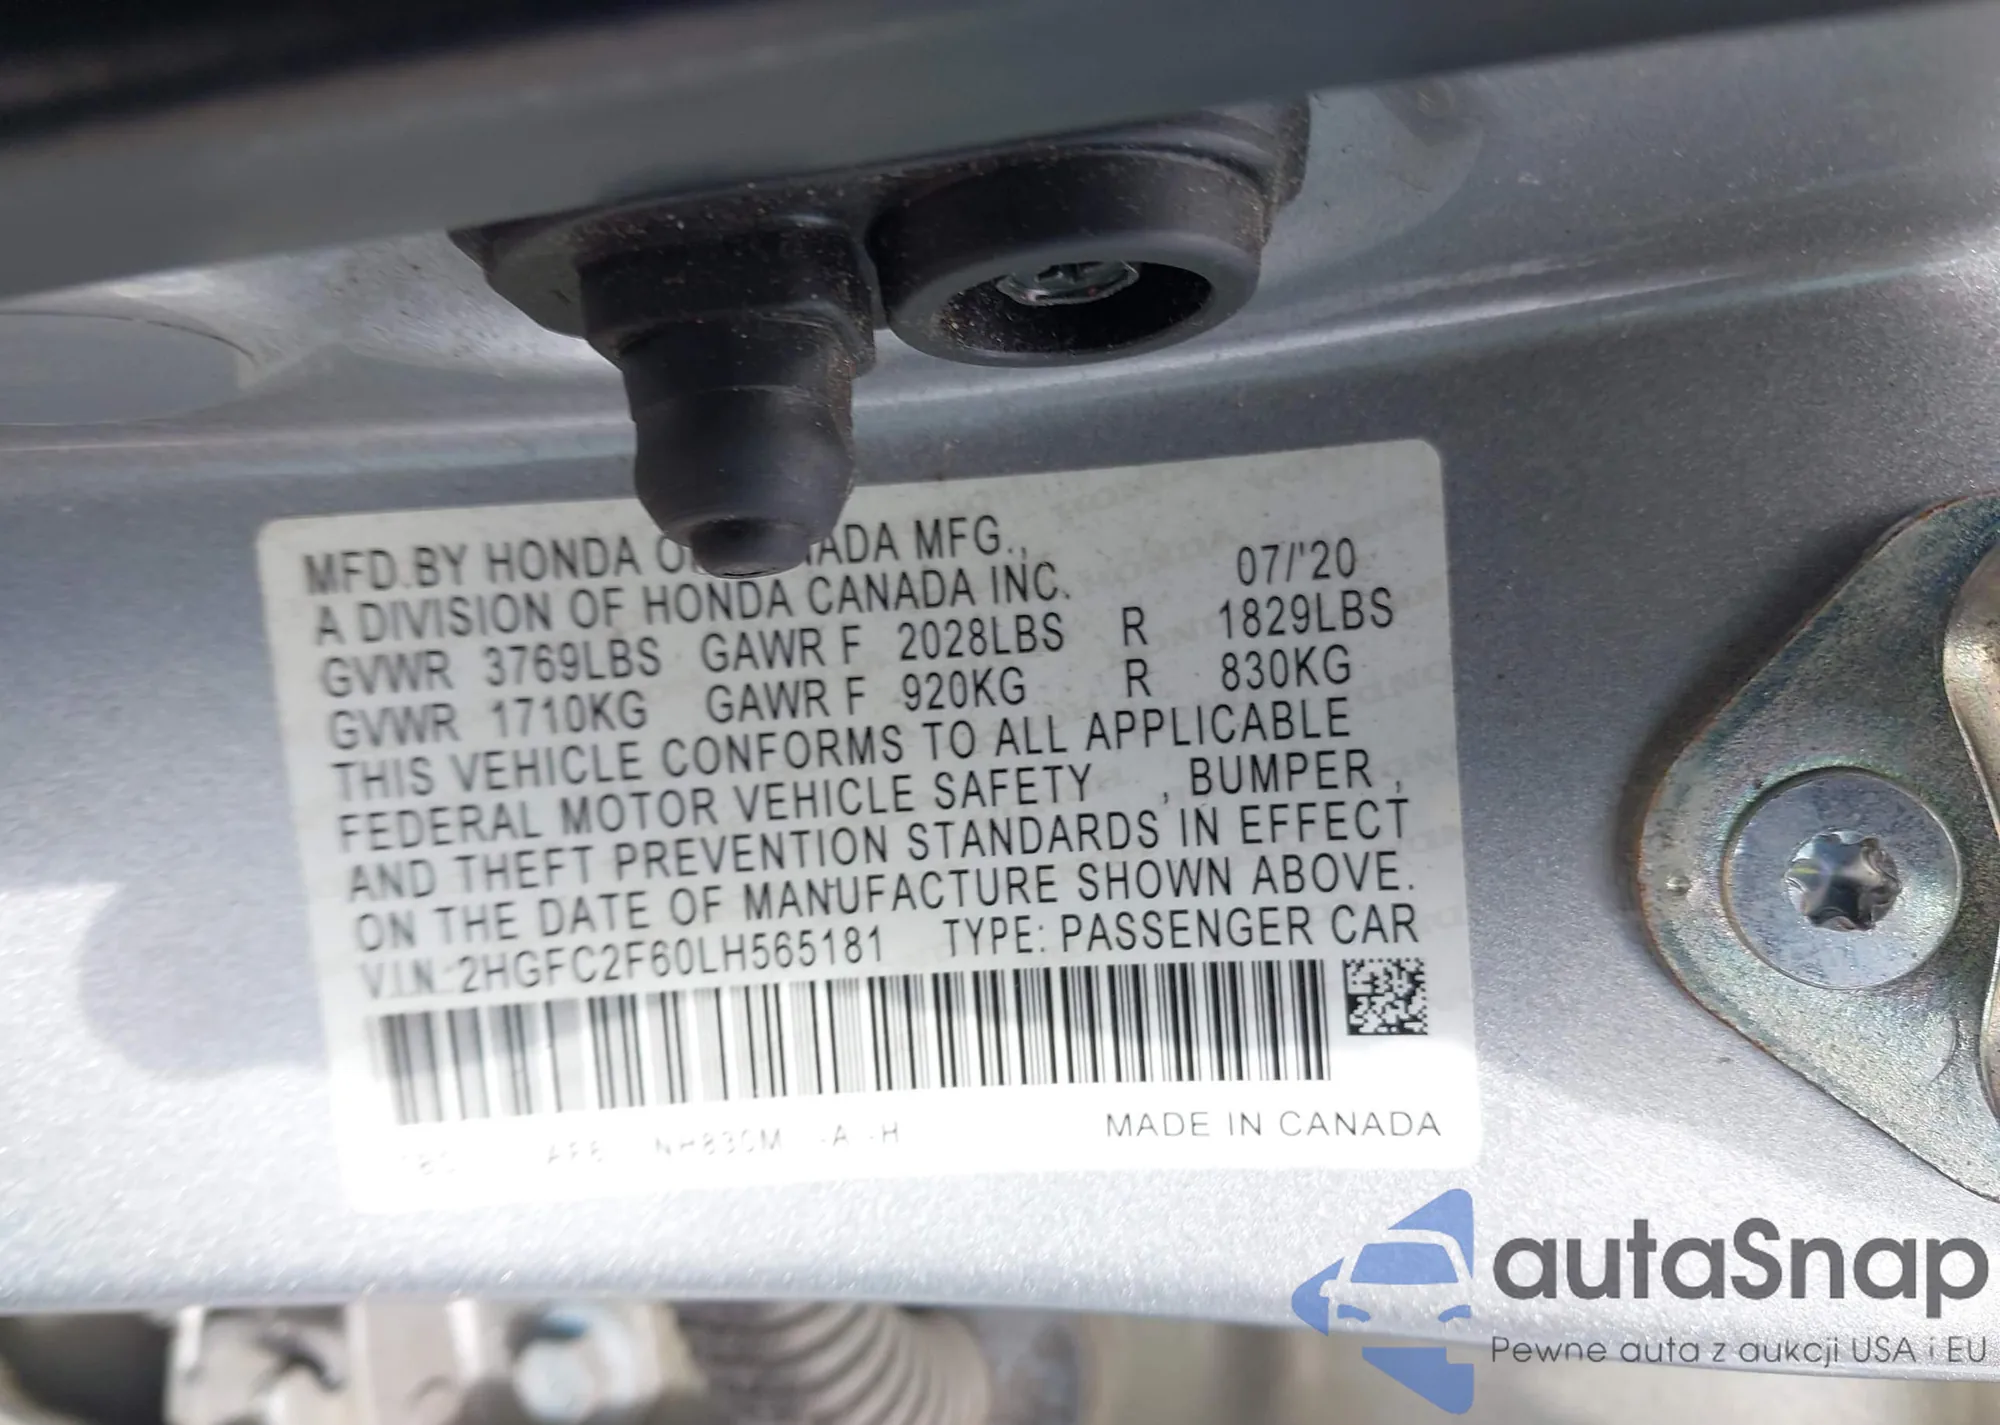 MFD.BY HONDA O ADA MFG.,
A DIVISION OF HONDA CANADA INC. 07/'20
GVWR 3769LBS GAWR F 2028LBS R 1829LBS
GVWR 1710KG GAWR F 920KG R 830KG
THIS VEHICLE CONFORMS TO ALL APPLICABLE
FEDERAL MOTOR VEHICLE SAFETY , BUMPER ,
AND THEFT PREVENTION STANDARDS IN EFFECT
ON THE DATE OF MANUFACTURE SHOWN ABOVE.
V.I.N.:2HGFC2F60LH565181 TYPE: PASSENGER CAR
NH830M -A -H MADE IN CANADA
autaSnap
Pewne auta z aukcji USA i EU